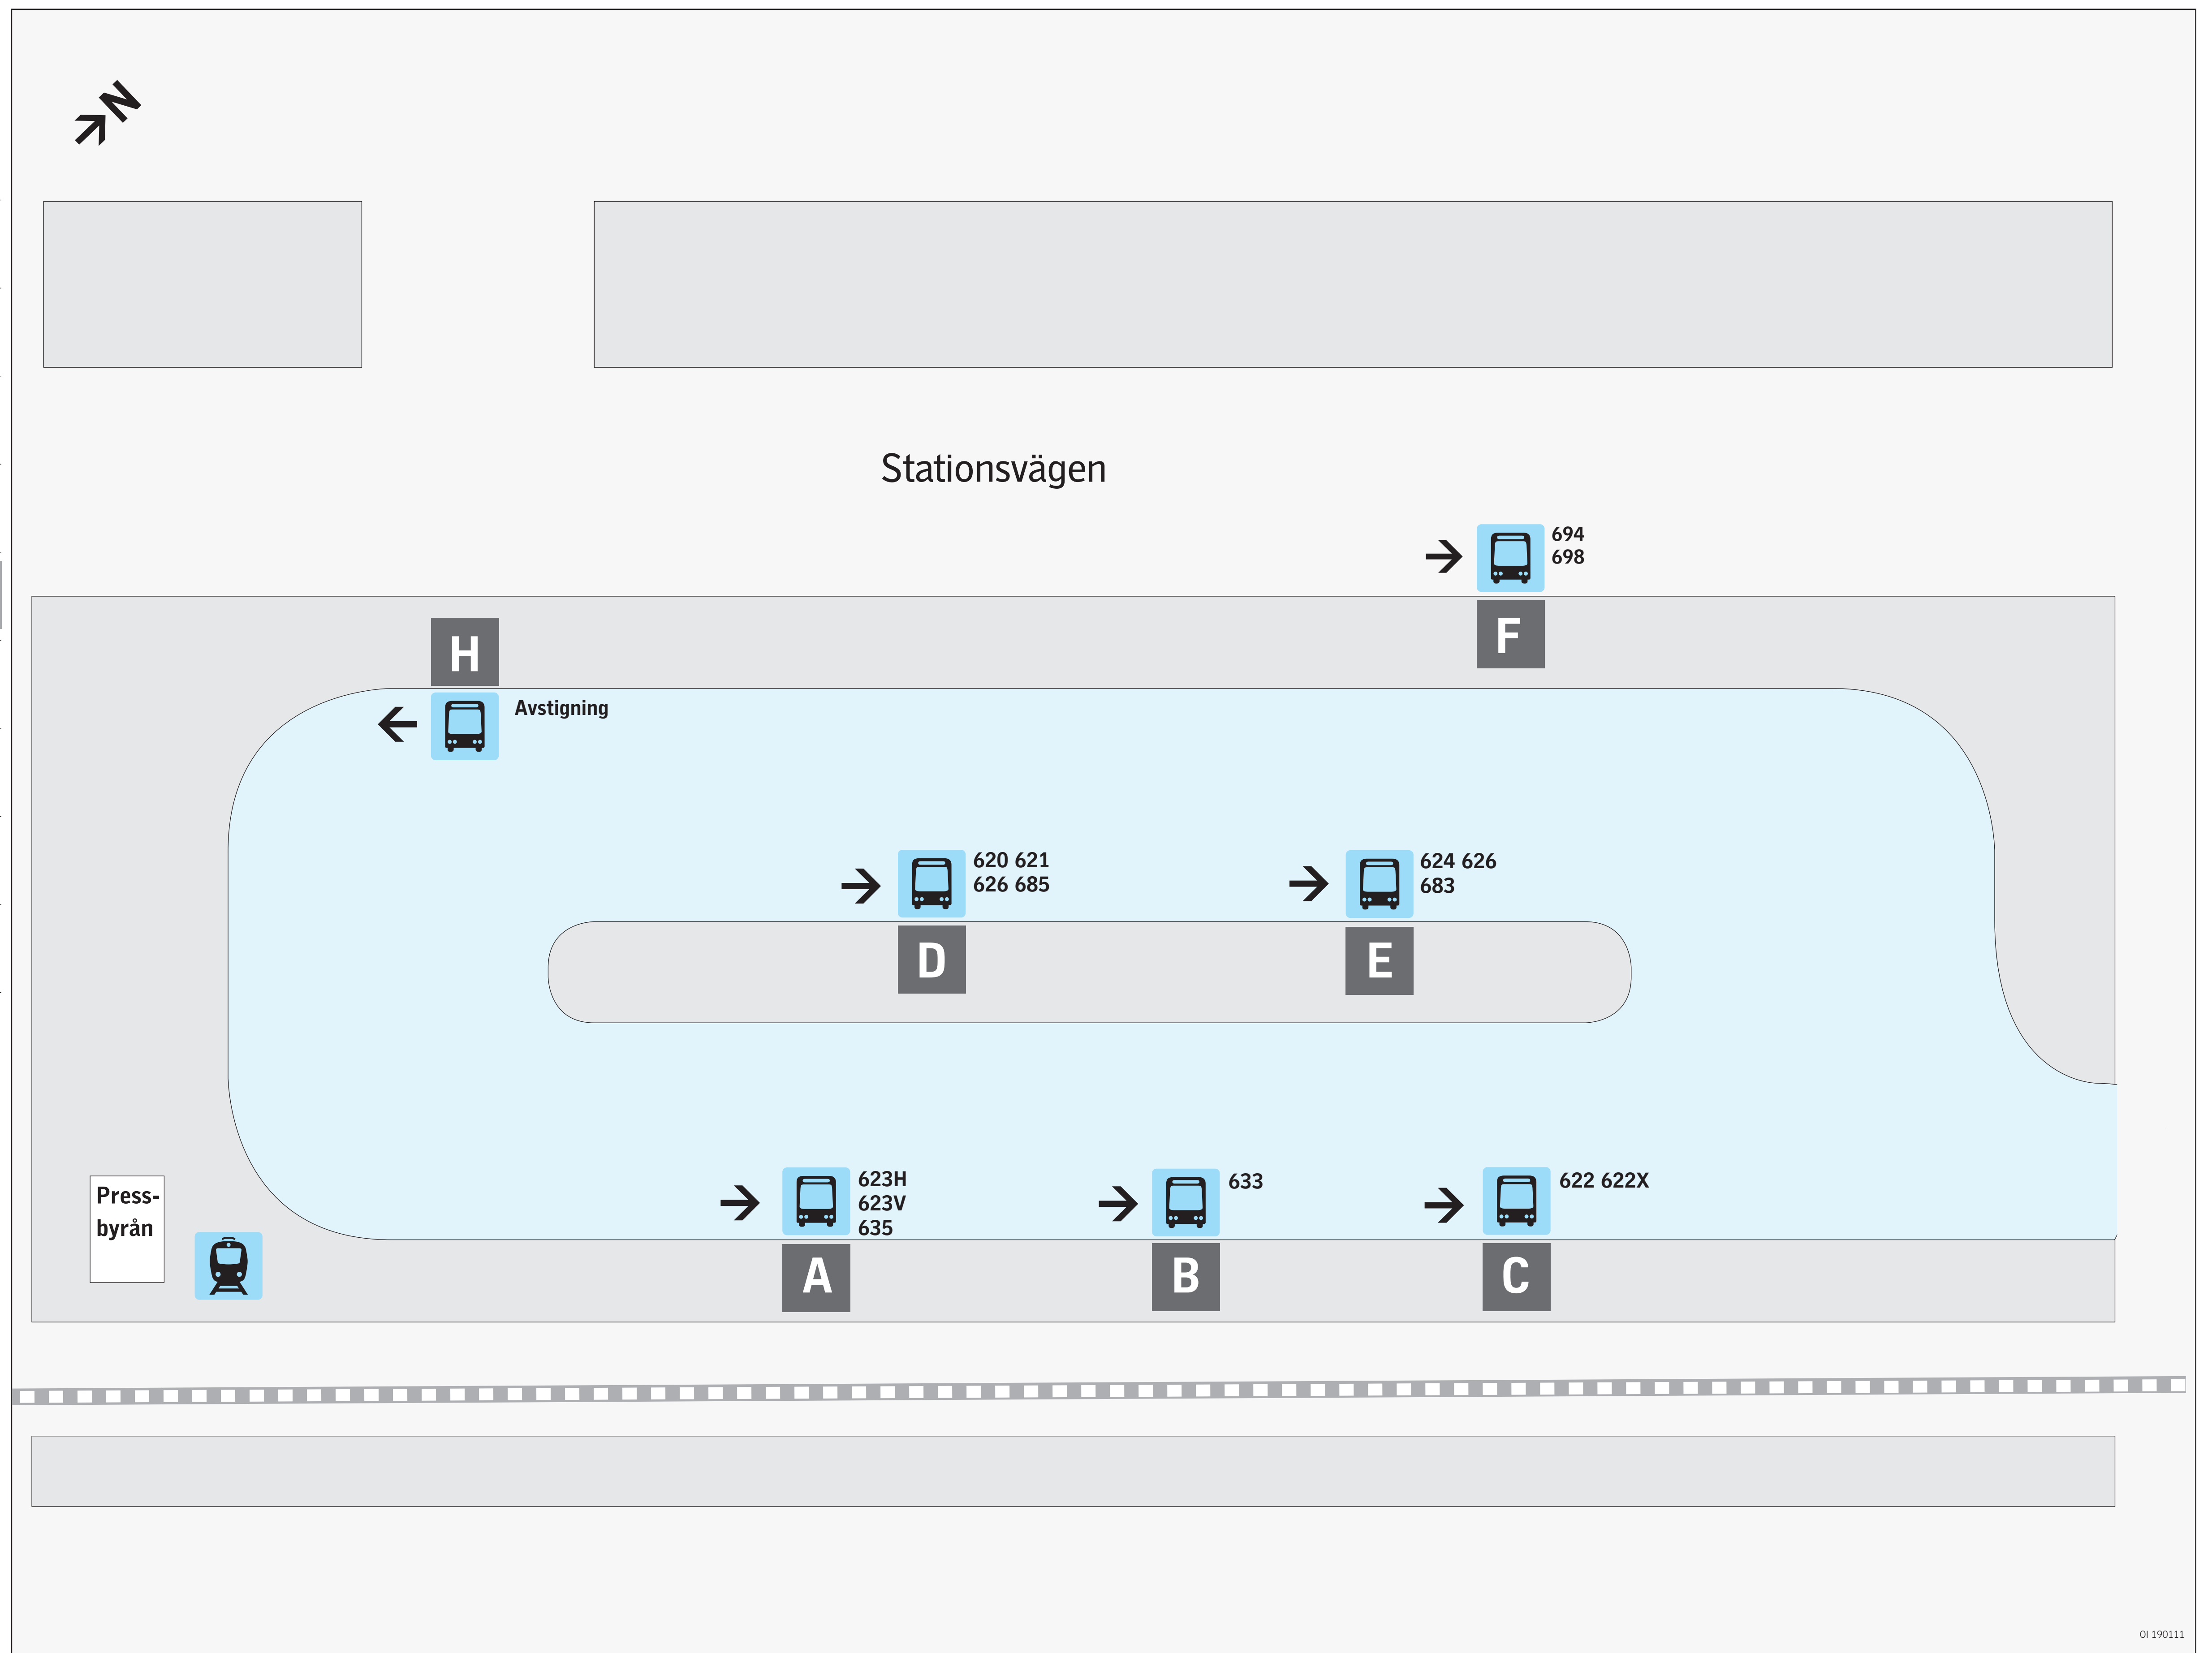 N
Stationsvägen
694
698
F
H
Avstigning
620 621
626 685
D
624 626
683
E
Press-
byrån
623H
623V
635
A
633
B
622 622X
C
OI 190111